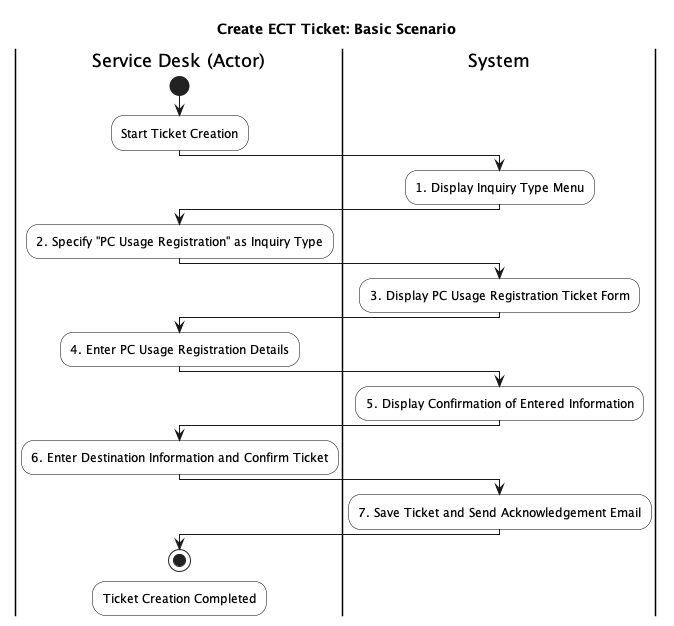 Create ECT Ticket: Basic Scenario
Service Desk (Actor)
System
Start Ticket Creation
1. Display Inquiry Type Menu
2. Specify "PC Usage Registration" as Inquiry Type
3. Display PC Usage Registration Ticket Form
4. Enter PC Usage Registration Details
5. Display Confirmation of Entered Information
6. Enter Destination Information and Confirm Ticket
7. Save Ticket and Send Acknowledgement Email
Ticket Creation Completed